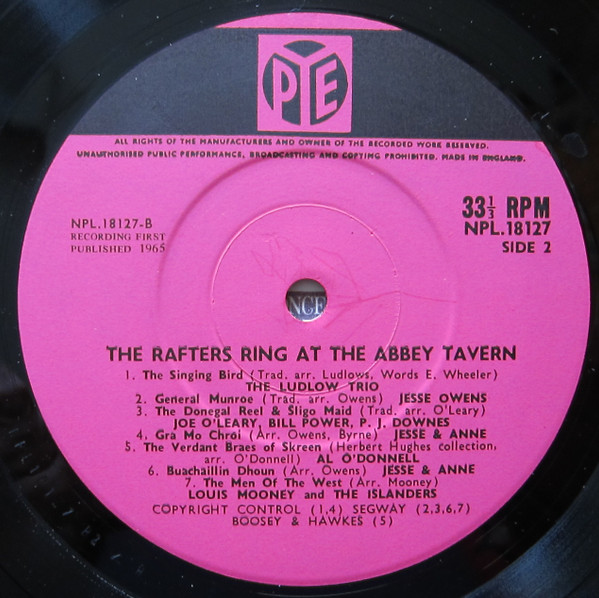 PYE
ALL RIGHTS OF THE MANUFACTURERS AND OWNER OF THE RECORDED WORK RESERVED.
UNAUTHORISED PUBLIC PERFORMANCE, BROADCASTING AND COPYING PROHIBITED. MADE IN ENGLAND.
NPL.18127-B
RECORDING FIRST
PUBLISHED 1965
33⅓ RPM
NPL.18127
SIDE 2
NCE
THE RAFTERS RING AT THE ABBEY TAVERN
1. The Singing Bird (Trad. arr. Ludlows, Words E. Wheeler)
THE LUDLOW TRIO
2. General Munroe (Trad. arr. Owens) JESSE OWENS
3. The Donegal Reel & Sligo Maid (Trad. arr. O'Leary)
JOE O'LEARY, BILL POWER, P. J. DOWNES
4. Gra Mo Chroi (Arr. Owens, Byrne) JESSE & ANNE
5. The Verdant Braes of Skreen (Herbert Hughes collection,
arr. O'Donnell) AL O'DONNELL
6. Buachaillin Dhoun (Arr. Owens) JESSE & ANNE
7. The Men Of The West (Arr. Mooney)
LOUIS MOONEY and THE ISLANDERS
COPYRIGHT CONTROL (1,4) SEGWAY (2,3,6,7)
BOOSEY & HAWKES (5)